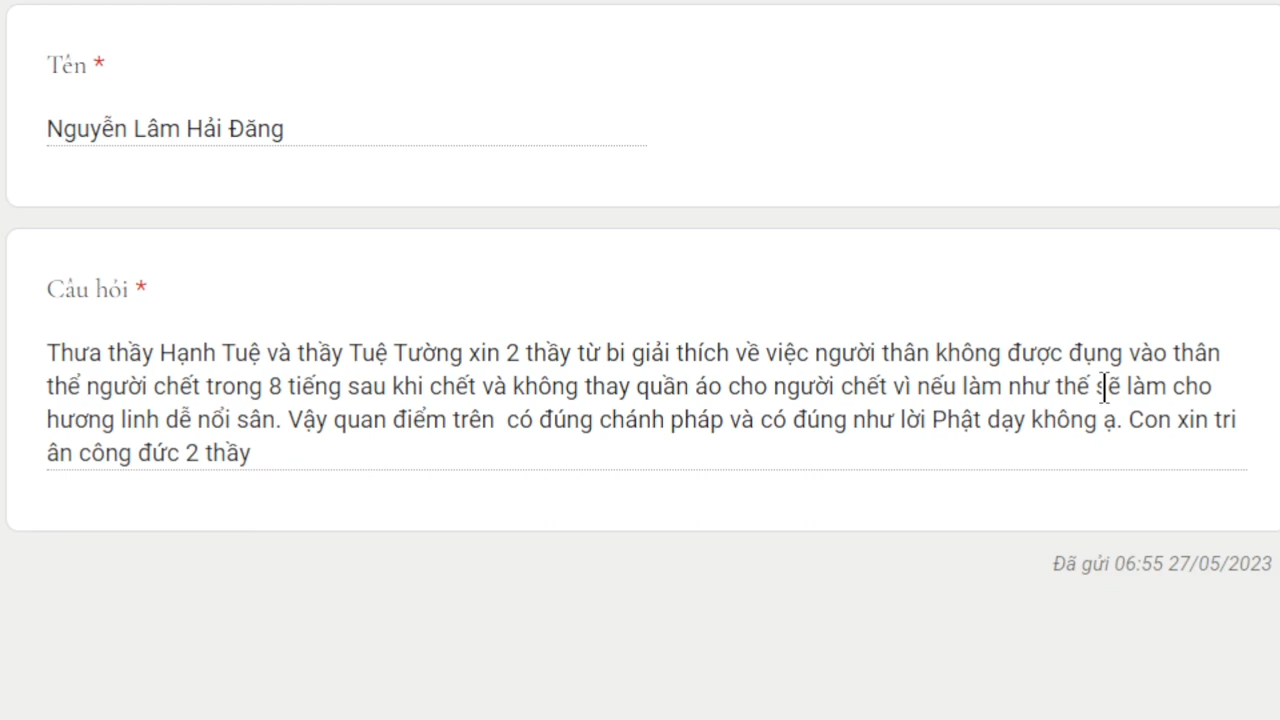 Tên *
Nguyễn Lâm Hải Đăng
Câu hỏi *
Thưa thầy Hạnh Tuệ và thầy Tuệ Tường xin 2 thầy từ bi giải thích về việc người thân không được đụng vào thân
thể người chết trong 8 tiếng sau khi chết và không thay quần áo cho người chết vì nếu làm như thế sẽ làm cho
hương linh dễ nổi sân. Vậy quan điểm trên  có đúng chánh pháp và có đúng như lời Phật dạy không ạ. Con xin tri
ân công đức 2 thầy
Đã gửi 06:55 27/05/2023